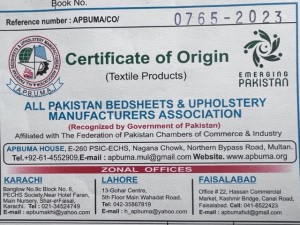 Book No.
Reference number : APBUMA/CO/ 0765-2023
Certificate of Origin
(Textile Products)
APBUMA
EMERGING
PAKISTAN
ALL PAKISTAN BEDSHEETS & UPHOLSTERY
MANUFACTURERS ASSOCIATION
(Recognized by Government of Pakistan)
Affiliated with The Federation of Pakistan Chambers of Commerce & Industry
APBUMA HOUSE, E-260 PSIC-ECHS, Nagana Chowk, Northern Bypass Road, Multan.
Tel.+92-61-4552909,E-mail : apbuma.mul@gmail.com Website. www.apbuma.org
ZONAL OFFICES
KARACHI
Banglow No.9/c Block No. 6,
PECHS Society,Near Hotel Faran,
Main Nursery, Shar-e-Faisal,
Karachi. Tel : 021-34524749
E-mail : apbumakhi@yahoo.com
LAHORE
13-Gohar Centre,
5th Floor Main Wahadat Road.
Tel: 042-35867819
E-mail : apbumalhr@yahoo.com
FAISALABAD
Office # 22, Hassan Commercial
Market, Kashmir Bridge, Canal Road,
Faisalabad. Cell: 041-8522423
E-mail : apbumafsd@gmail.com